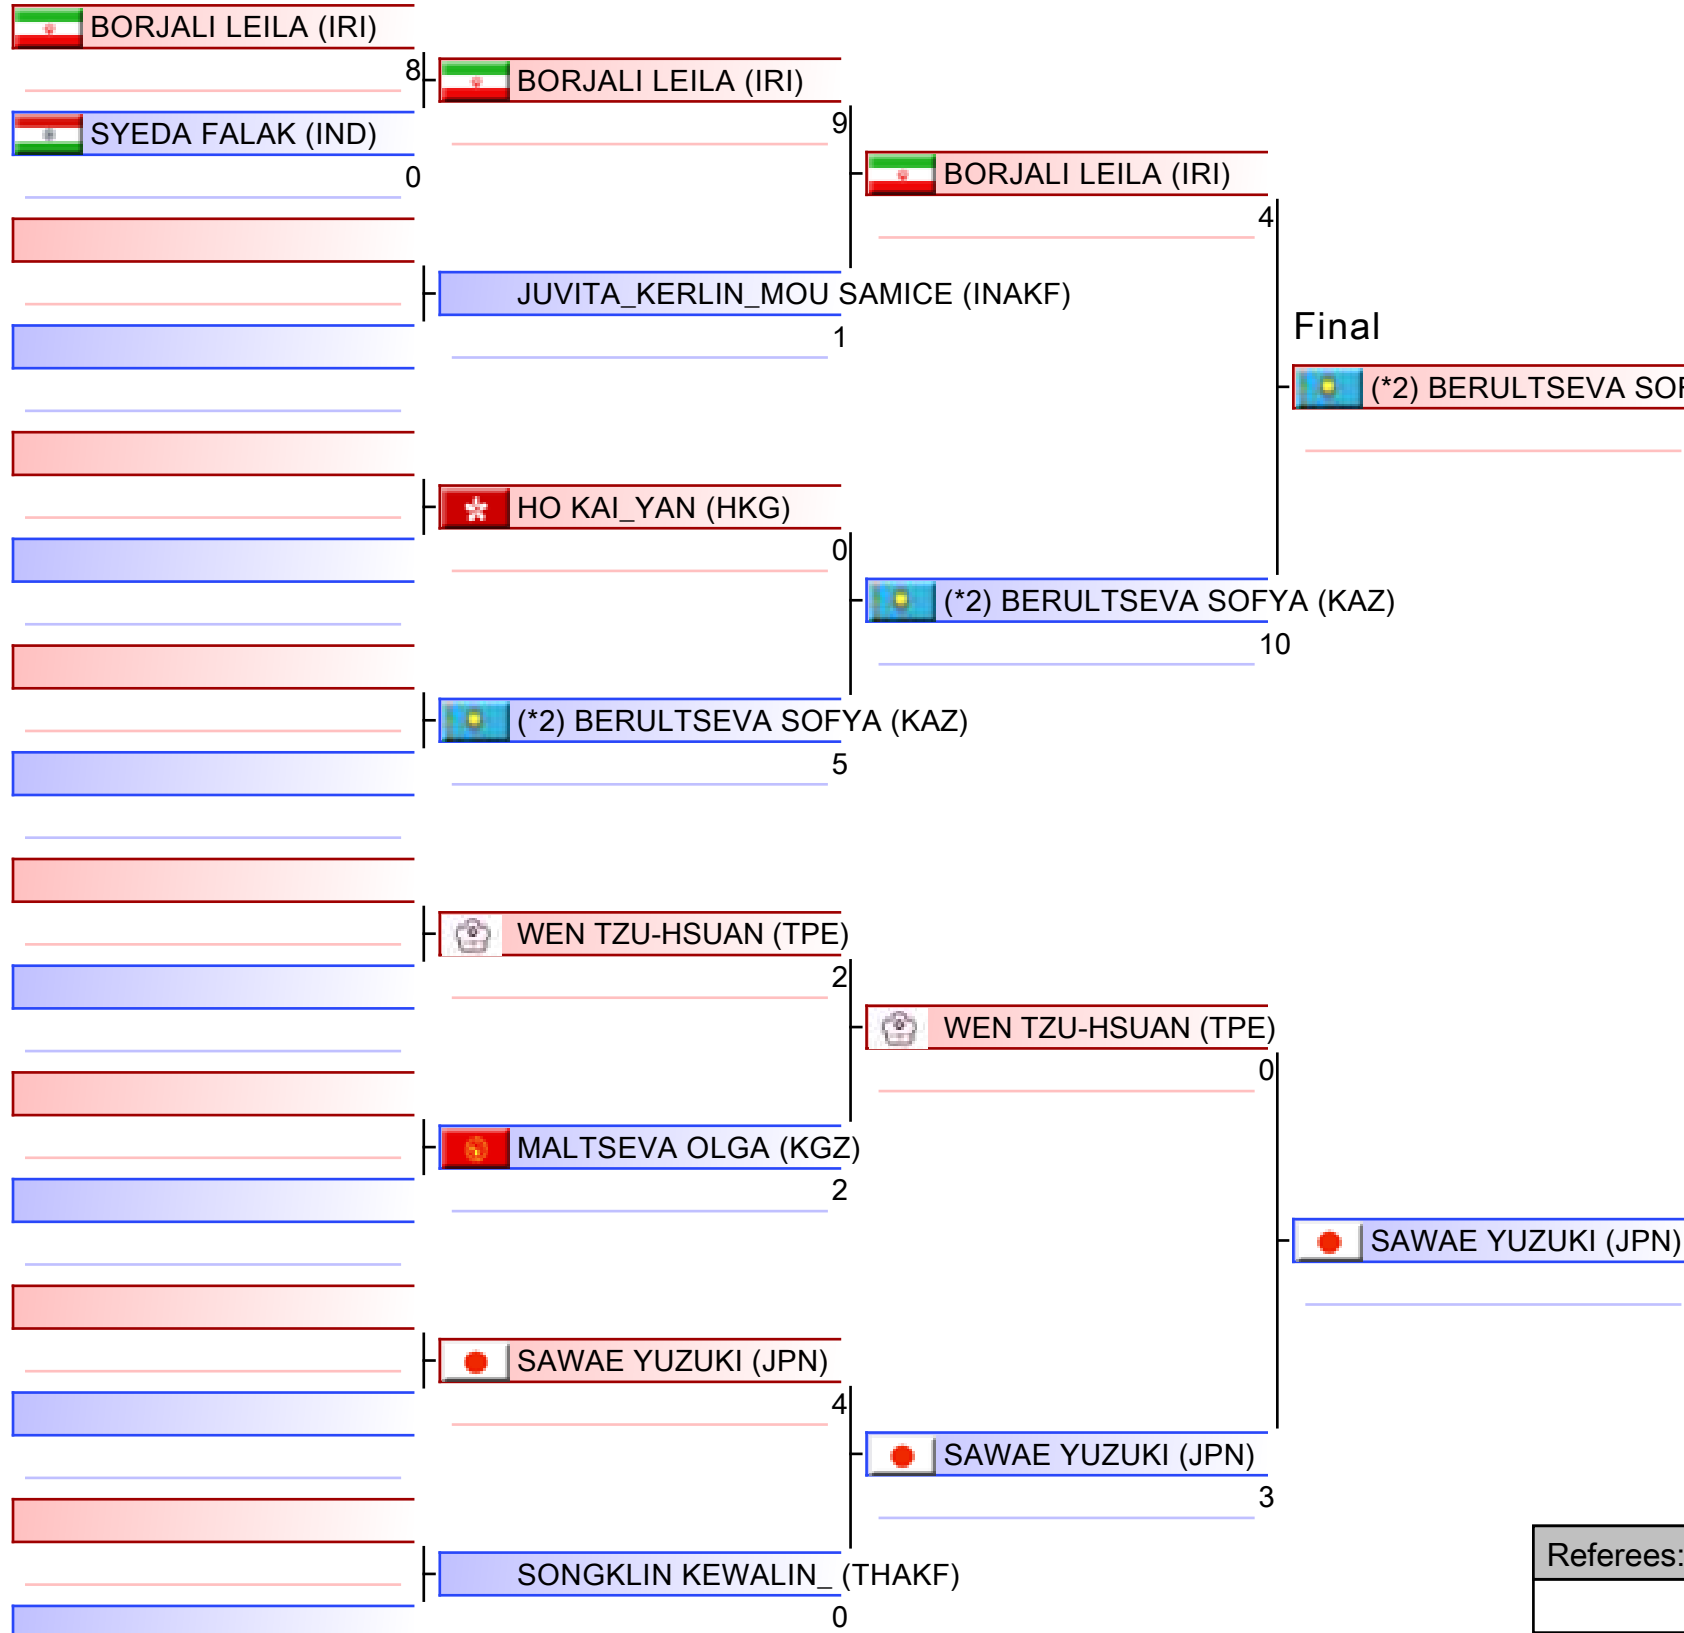 BORJALI LEILA (IRI)
8
BORJALI LEILA (IRI)
SYEDA FALAK (IND)
9
0
BORJALI LEILA (IRI)
4
JUVITA_KERLIN_MOU SAMICE (INAKF)
1
Final
(*2) BERULTSEVA SOF
HO KAI_YAN (HKG)
0
(*2) BERULTSEVA SOFYA (KAZ)
10
(*2) BERULTSEVA SOFYA (KAZ)
5
WEN TZU-HSUAN (TPE)
2
WEN TZU-HSUAN (TPE)
0
MALTSEVA OLGA (KGZ)
2
SAWAE YUZUKI (JPN)
SAWAE YUZUKI (JPN)
4
SAWAE YUZUKI (JPN)
3
Referees:
SONGKLIN KEWALIN_ (THAKF)
0